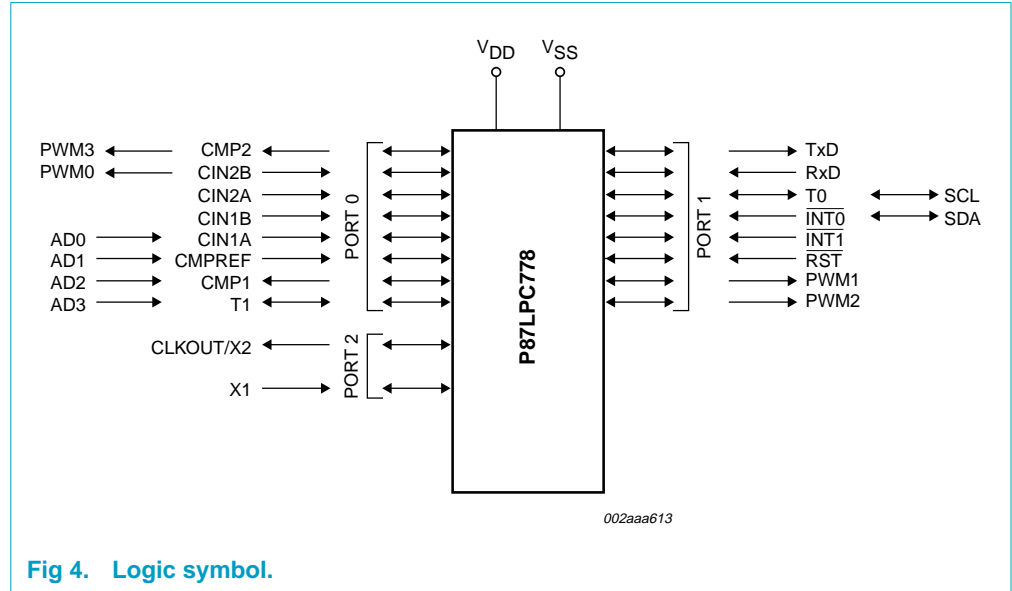 VDD VSS
PWM3 CMP2 TxD
PWM0 CIN2B RxD
CIN2A T0 SCL
CIN1B INT0 SDA
AD0 CIN1A INT1
AD1 CMPREF RST
AD2 CMP1 PWM1
AD3 T1 PWM2
PORT 0
PORT 1
CLKOUT/X2
X1
PORT 2
P87LPC778
002aaa613
Fig 4. Logic symbol.